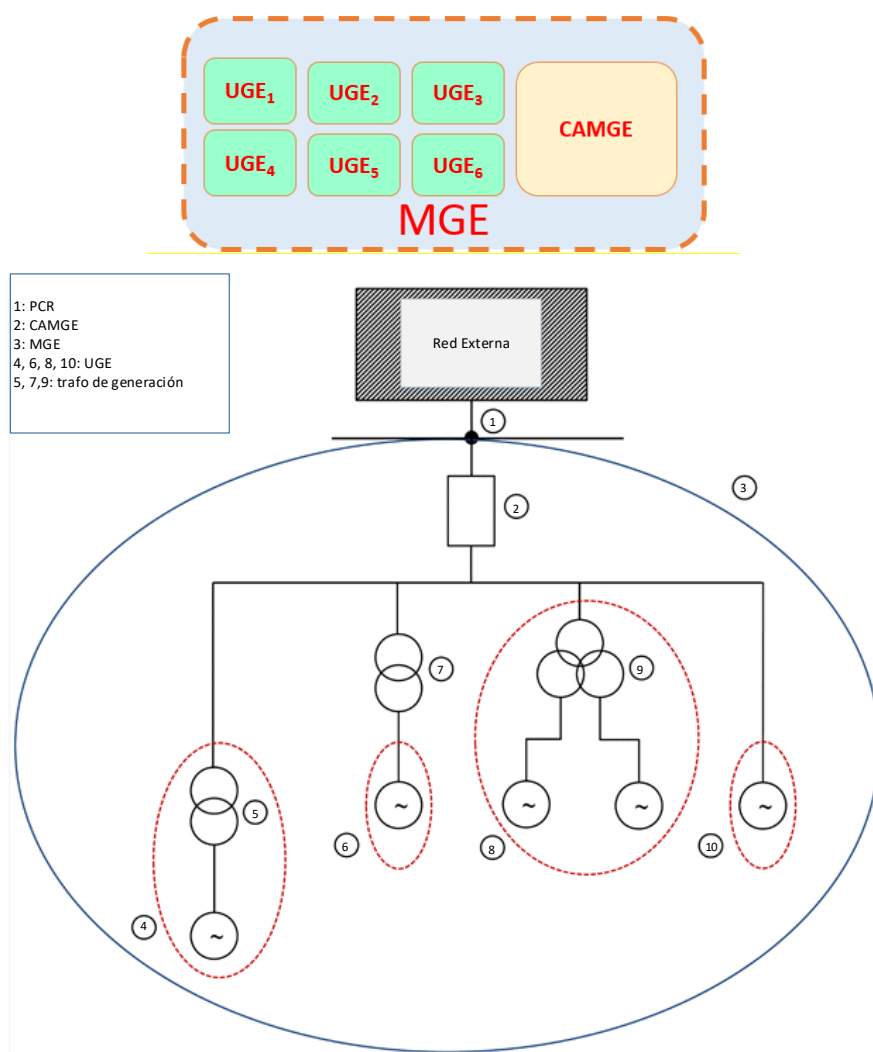 UGE1 UGE2 UGE3
CAMGE
UGE4 UGE5 UGE6
MGE
1: PCR
2: CAMGE
3: MGE
4, 6, 8, 10: UGE
5, 7,9: trafo de generación
Red Externa
1
2
3
7
9
5
6
8
10
4
~
~
~
~
~